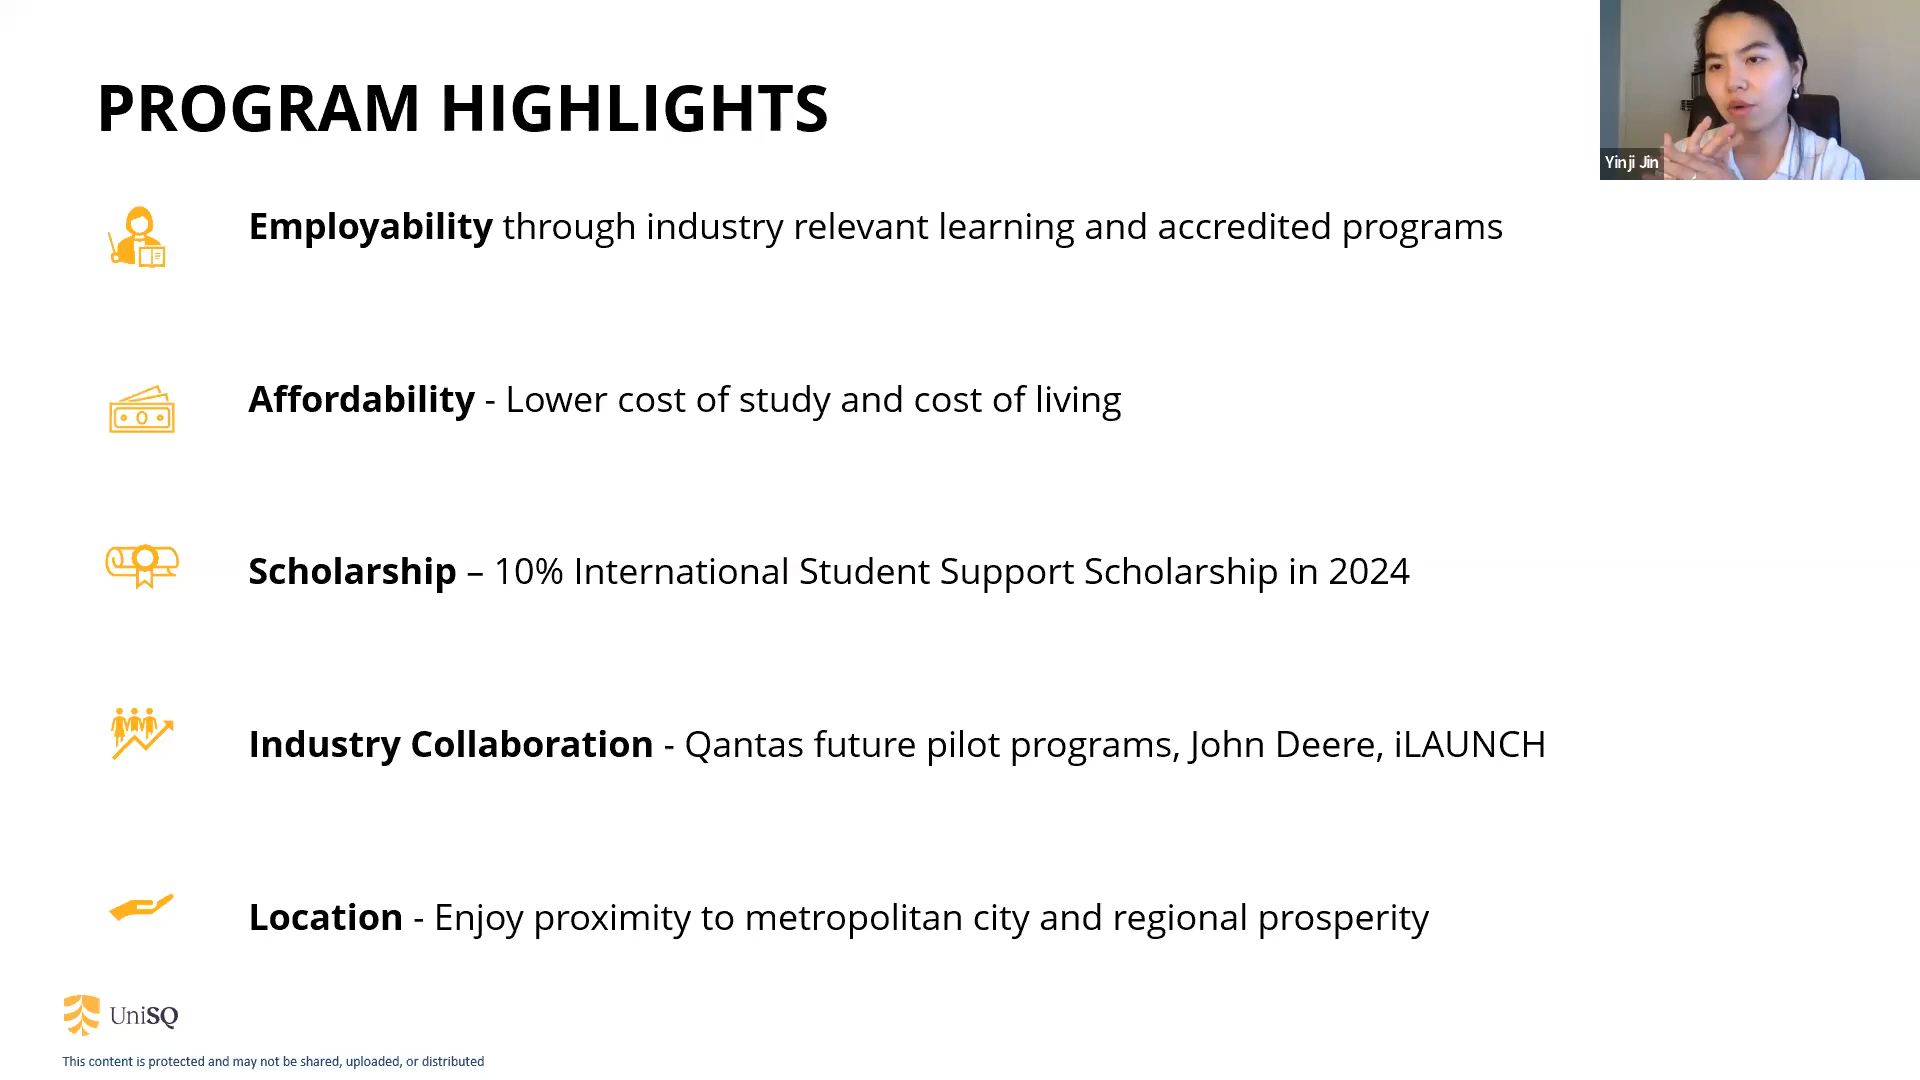 PROGRAM HIGHLIGHTS
Yinji Jin
Employability through industry relevant learning and accredited programs
Affordability - Lower cost of study and cost of living
Scholarship – 10% International Student Support Scholarship in 2024
Industry Collaboration - Qantas future pilot programs, John Deere, iLAUNCH
Location - Enjoy proximity to metropolitan city and regional prosperity
UniSQ
This content is protected and may not be shared, uploaded, or distributed